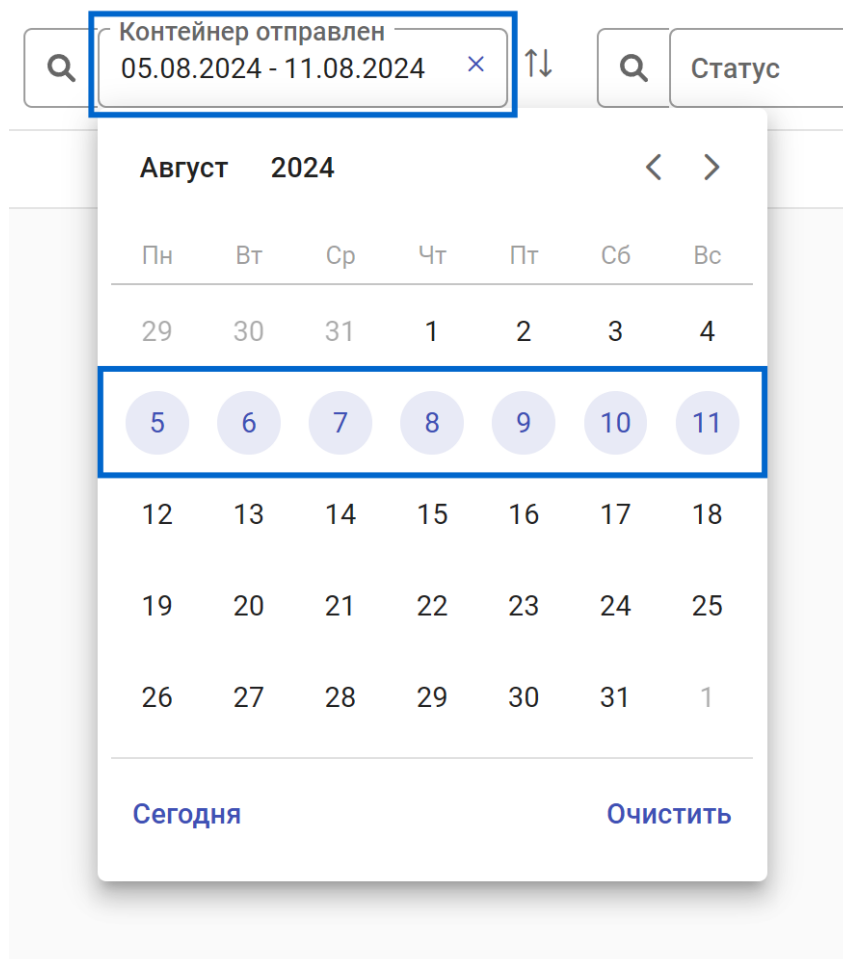 Контейнер отправлен
05.08.2024 - 11.08.2024
Статус
Август 2024
Пн Вт Ср Чт Пт Сб Вс
29 30 31 1 2 3 4
5 6 7 8 9 10 11
12 13 14 15 16 17 18
19 20 21 22 23 24 25
26 27 28 29 30 31 1
Сегодня Очистить